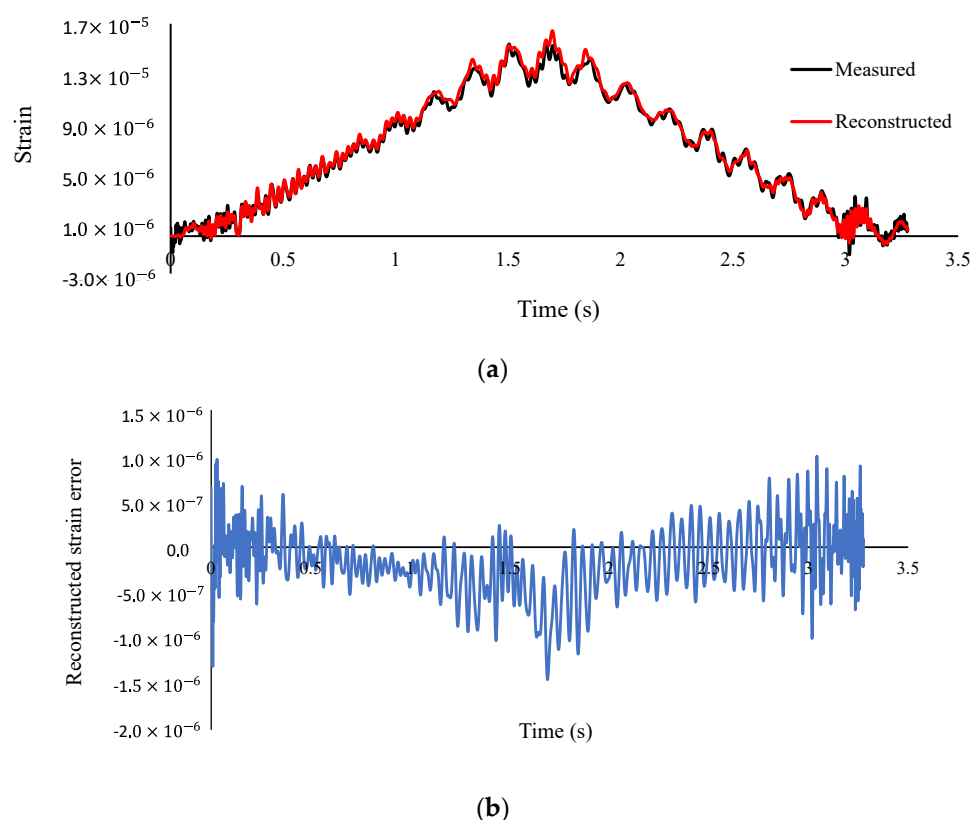 1.7× 10⁻⁵
1.3× 10⁻⁵
9.0× 10⁻⁶
5.0× 10⁻⁶
1.0× 10⁻⁶
-3.0× 10⁻⁶
Strain
Measured
Reconstructed
0 0.5 1 1.5 2 2.5 3 3.5
Time (s)
(a)
1.5 × 10⁻⁶
1.0 × 10⁻⁶
5.0 × 10⁻⁷
0.0
-5.0 × 10⁻⁷
-1.0 × 10⁻⁶
-1.5 × 10⁻⁶
-2.0 × 10⁻⁶
Reconstructed strain error
0 0.5 1 1.5 2 2.5 3 3.5
Time (s)
(b)